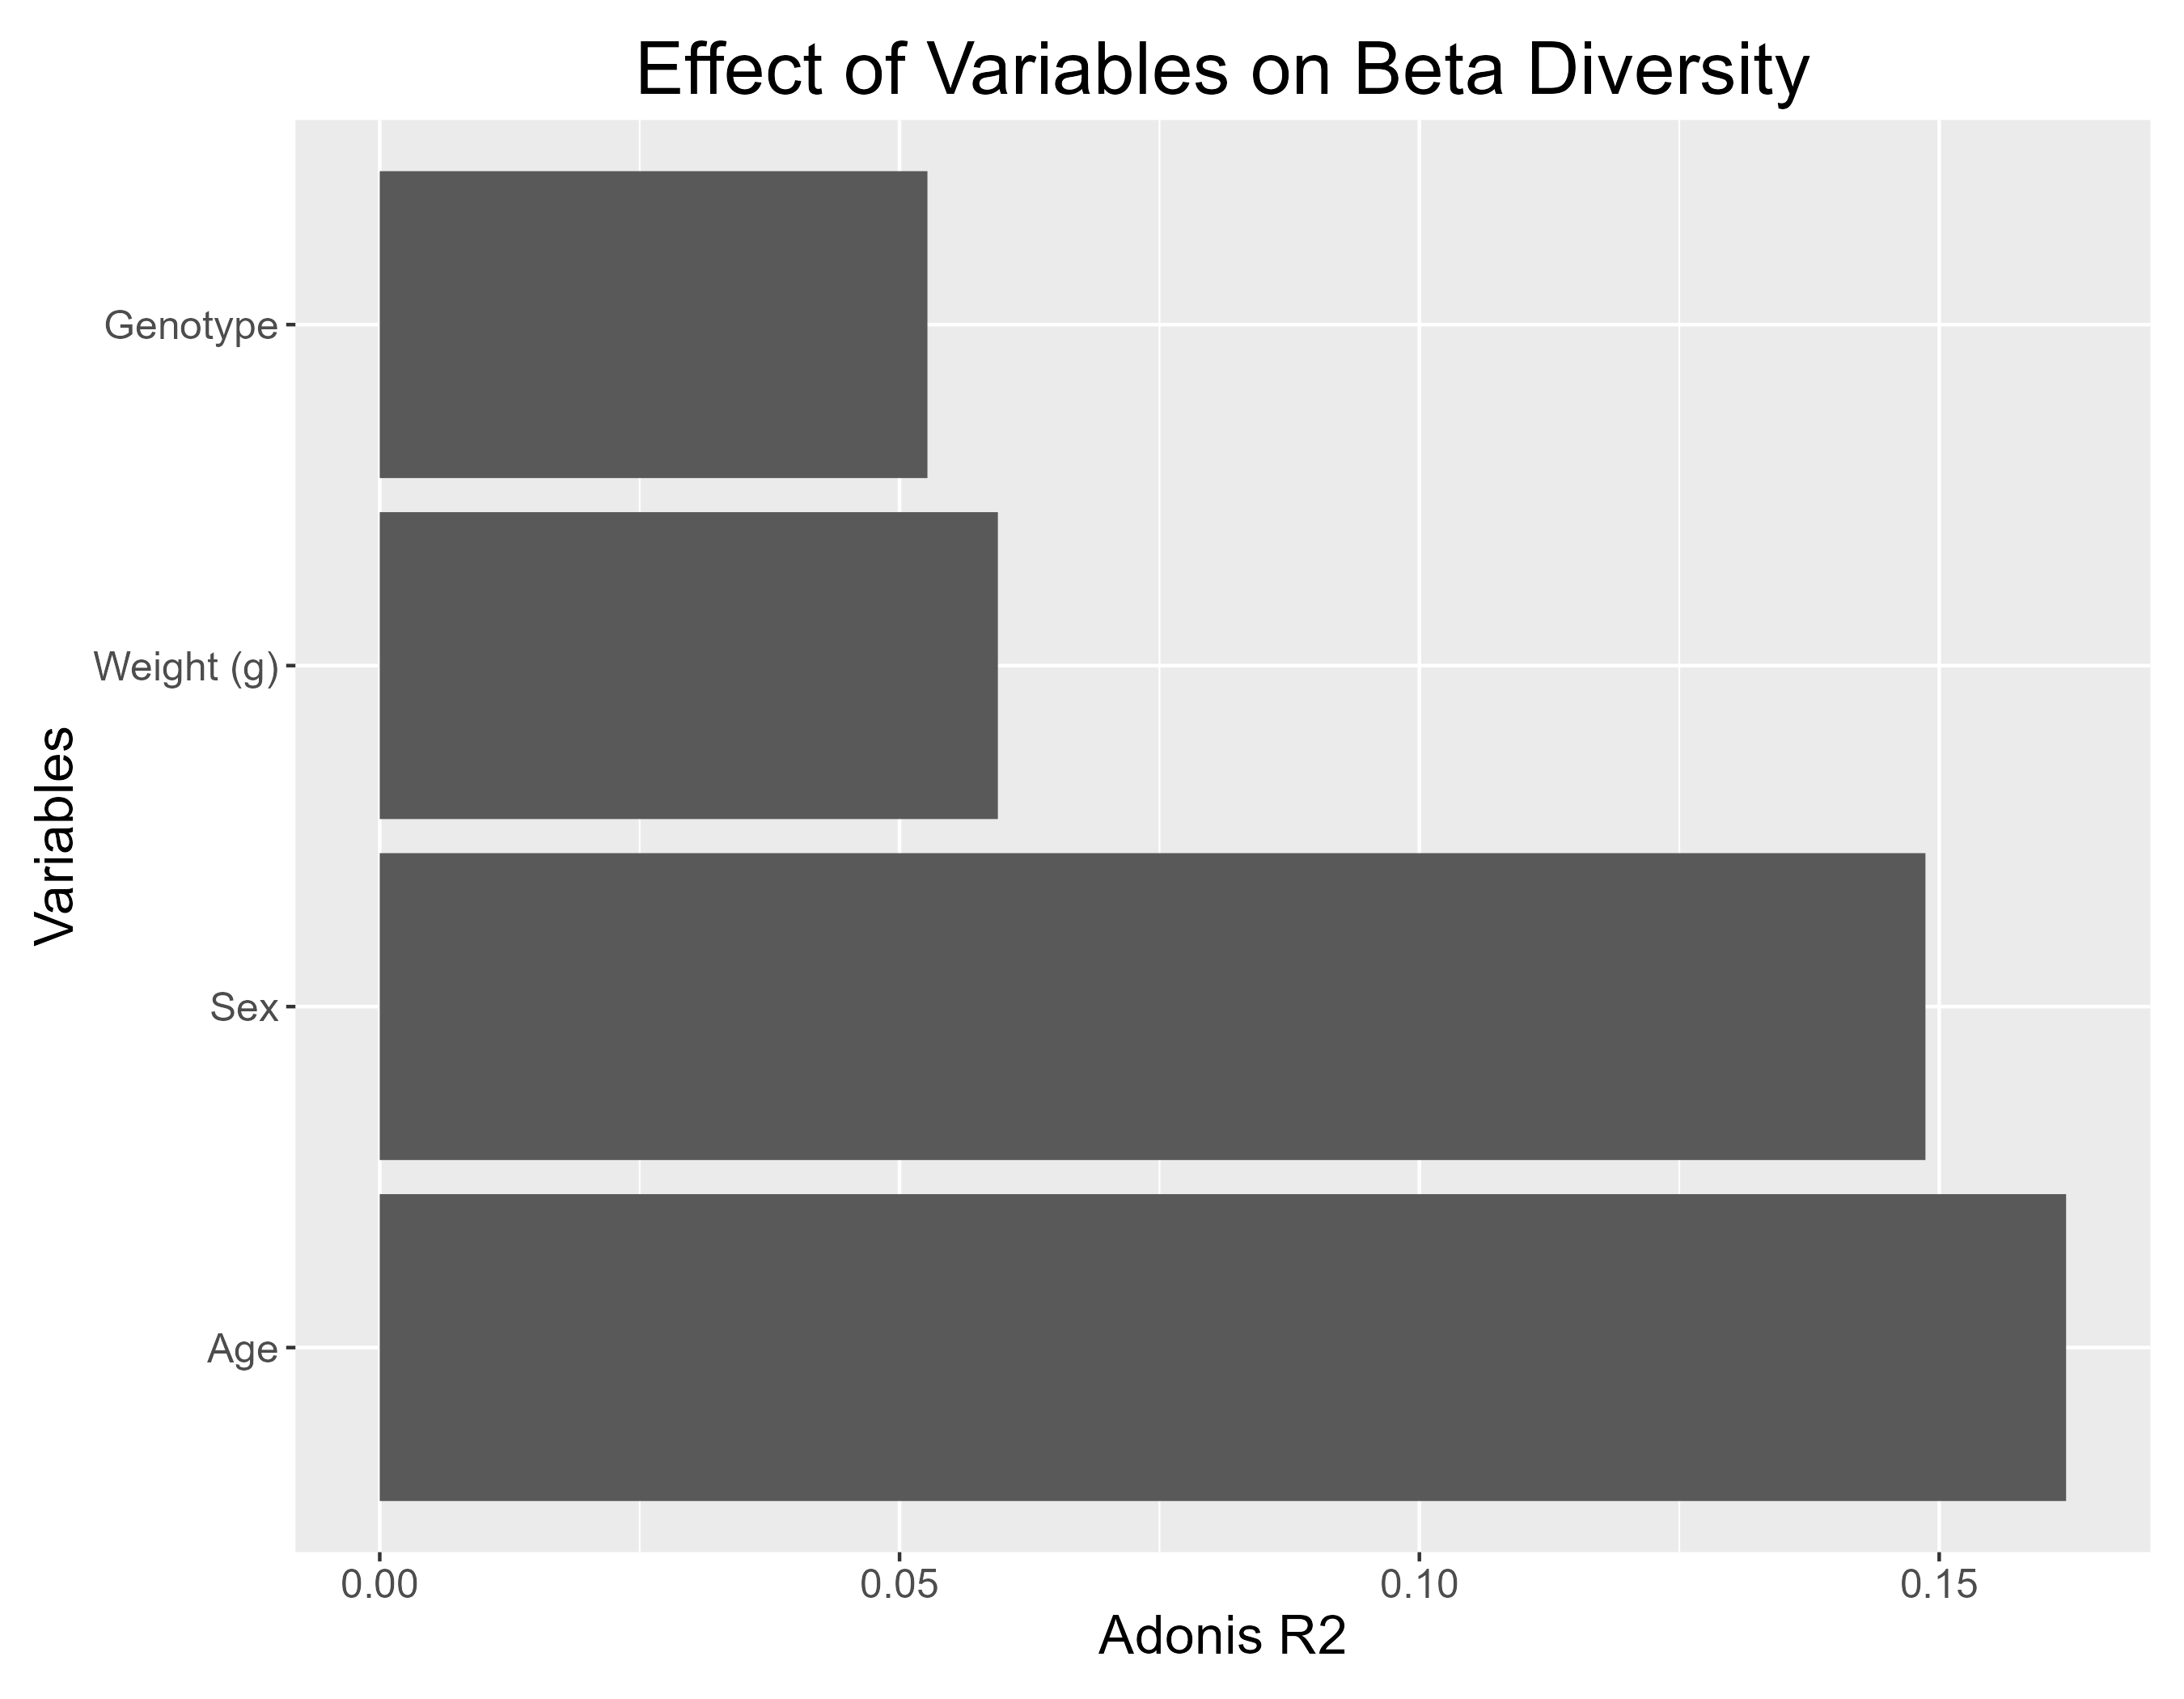 Effect of Variables on Beta Diversity
Genotype
Weight (g)
Sex
Age
Variables
0.00
0.05
0.10
0.15
Adonis R2